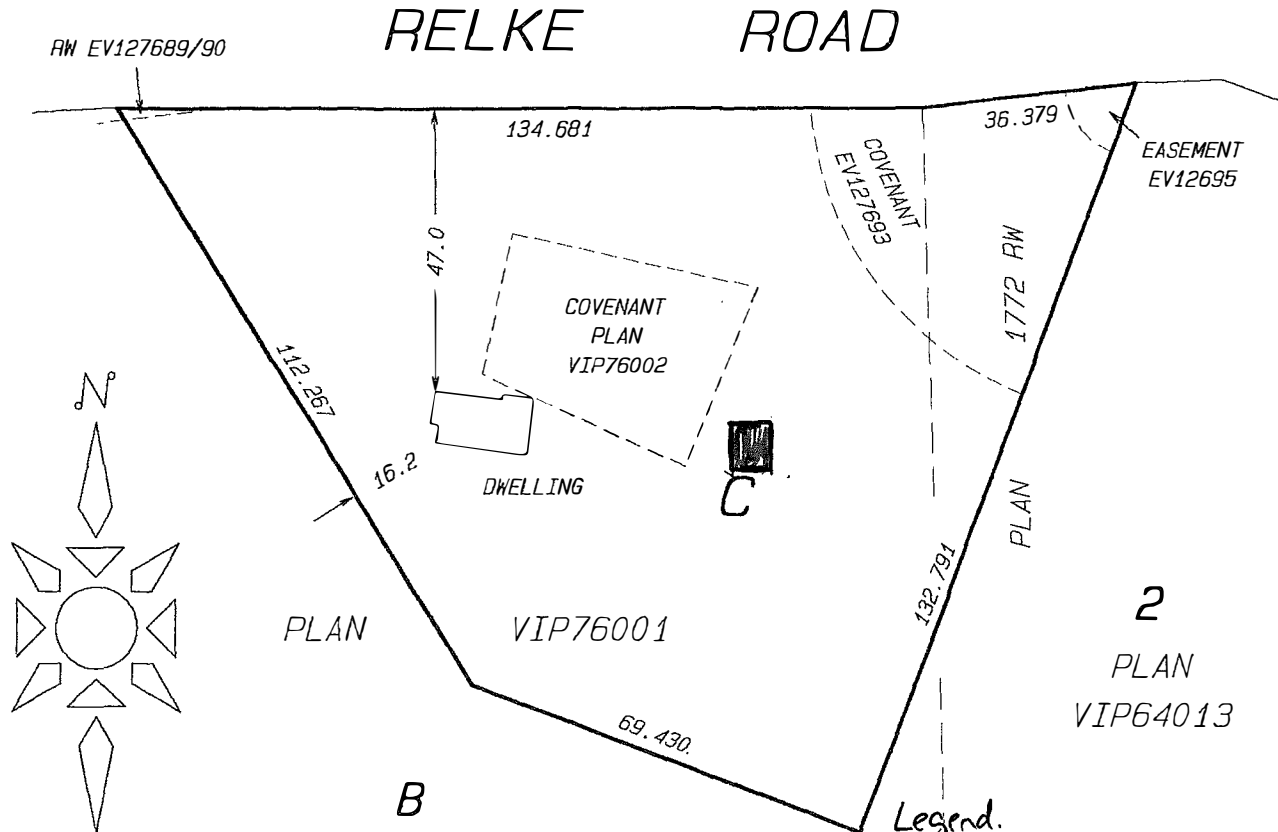 RELKE ROAD
RW EV127689/90
134.681
36.379
EASEMENT
EV12695
COVENANT
EV127693
47.0
1772 RW
COVENANT
PLAN
VIP76002
112.267
N
16.2
DWELLING
C
PLAN
132.791
PLAN VIP76001
2
PLAN
VIP64013
69.430.
B
Legend.